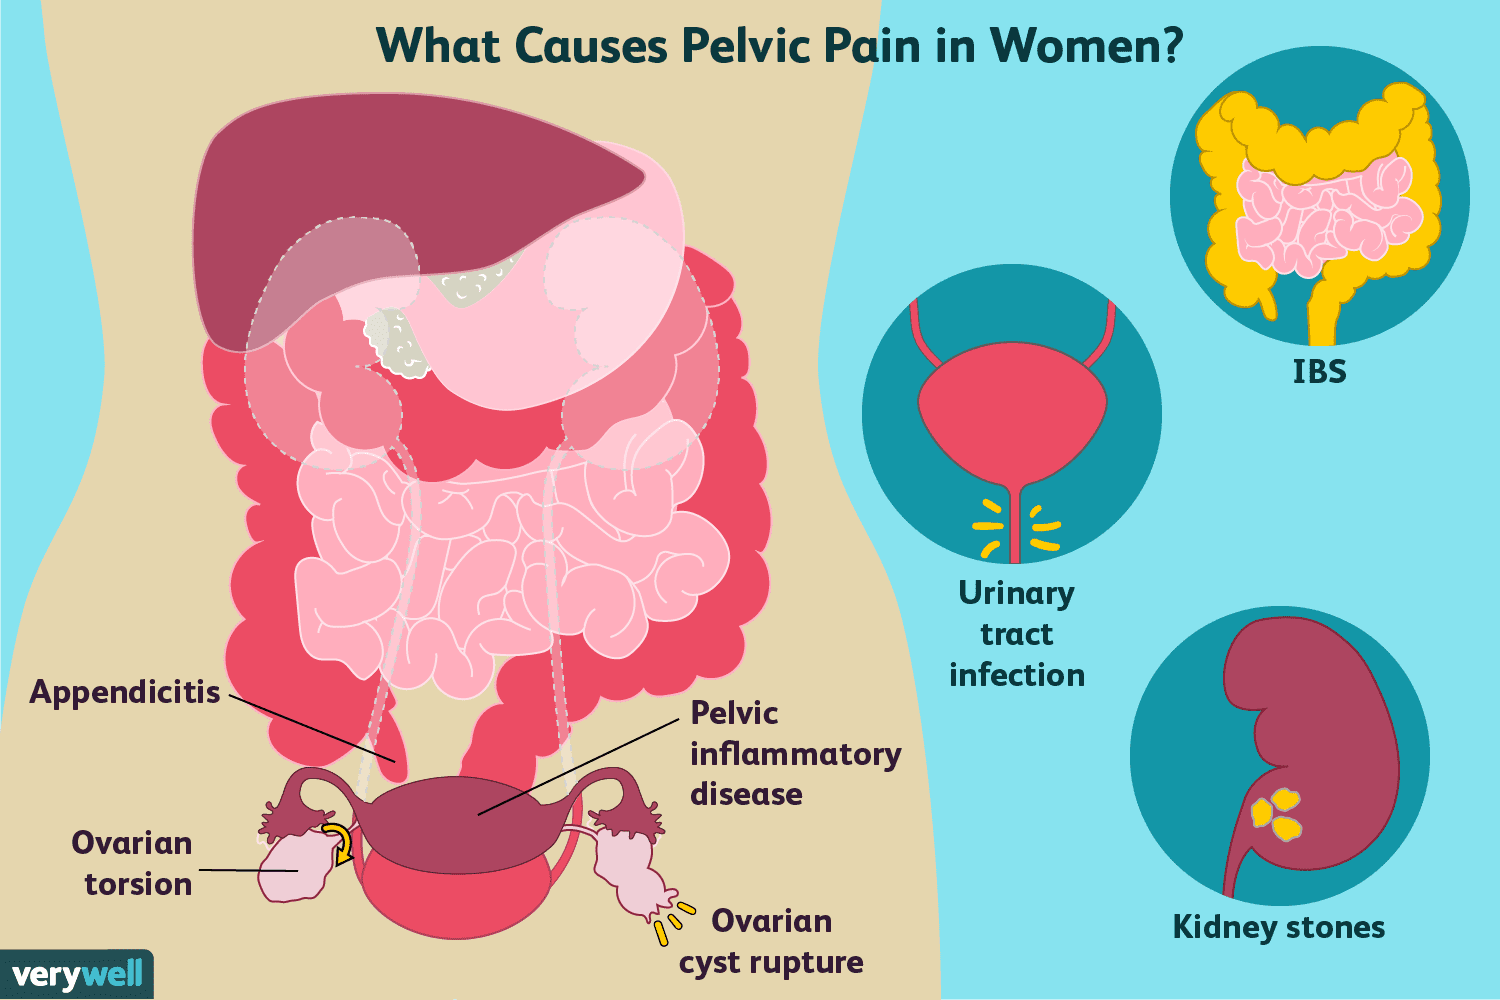 What Causes Pelvic Pain in Women?
IBS
Urinary
tract
infection
Appendicitis
Pelvic
inflammatory
disease
Ovarian
torsion
Ovarian
cyst rupture
Kidney stones
verywell